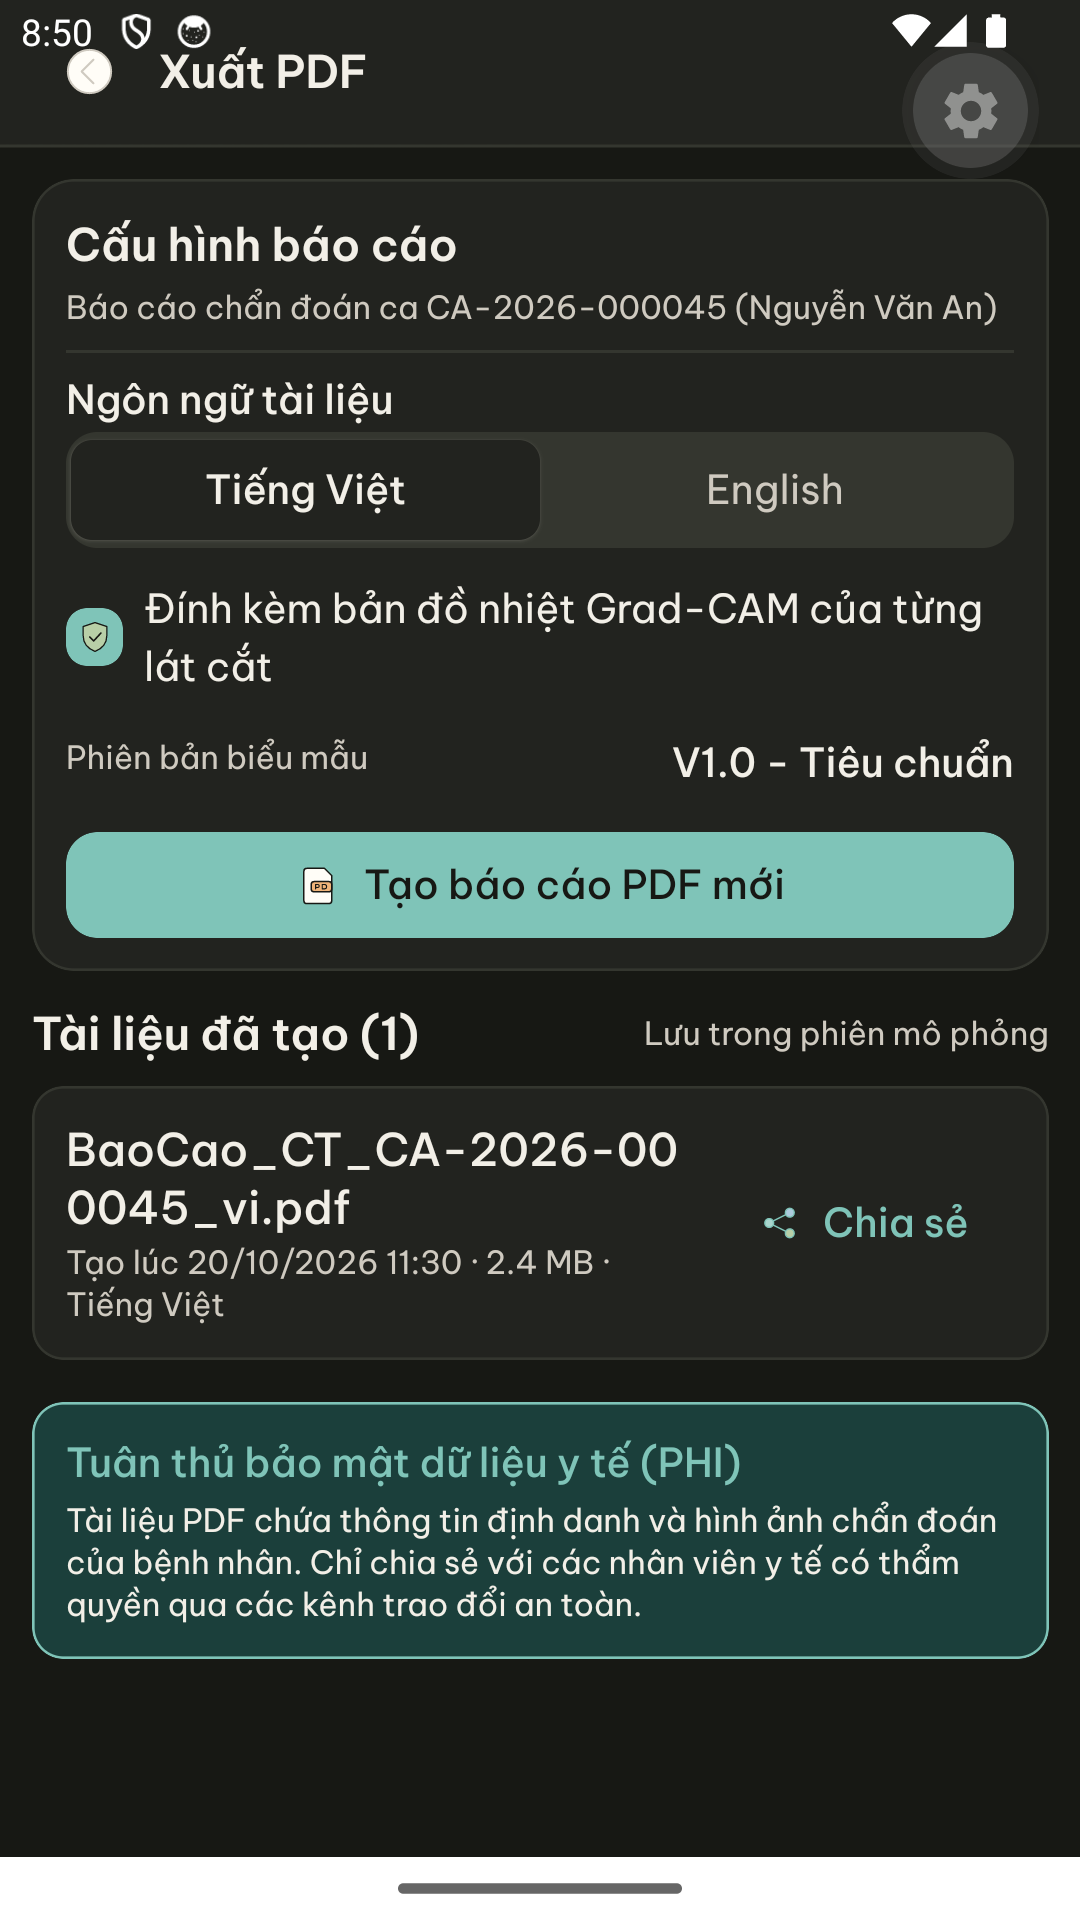 8:50
Xuất PDF
Cấu hình báo cáo
Báo cáo chẩn đoán ca CA-2026-000045 (Nguyễn Văn An)
Ngôn ngữ tài liệu
Tiếng Việt
English
Đính kèm bản đồ nhiệt Grad-CAM của từng
lát cắt
Phiên bản biểu mẫu
V1.0 - Tiêu chuẩn
PD
Tạo báo cáo PDF mới
Tài liệu đã tạo (1)
Lưu trong phiên mô phỏng
BaoCao_CT_CA-2026-00
0045_vi.pdf
Tạo lúc 20/10/2026 11:30 · 2.4 MB ·
Tiếng Việt
Chia sẻ
Tuân thủ bảo mật dữ liệu y tế (PHI)
Tài liệu PDF chứa thông tin định danh và hình ảnh chẩn đoán
của bệnh nhân. Chỉ chia sẻ với các nhân viên y tế có thẩm
quyền qua các kênh trao đổi an toàn.